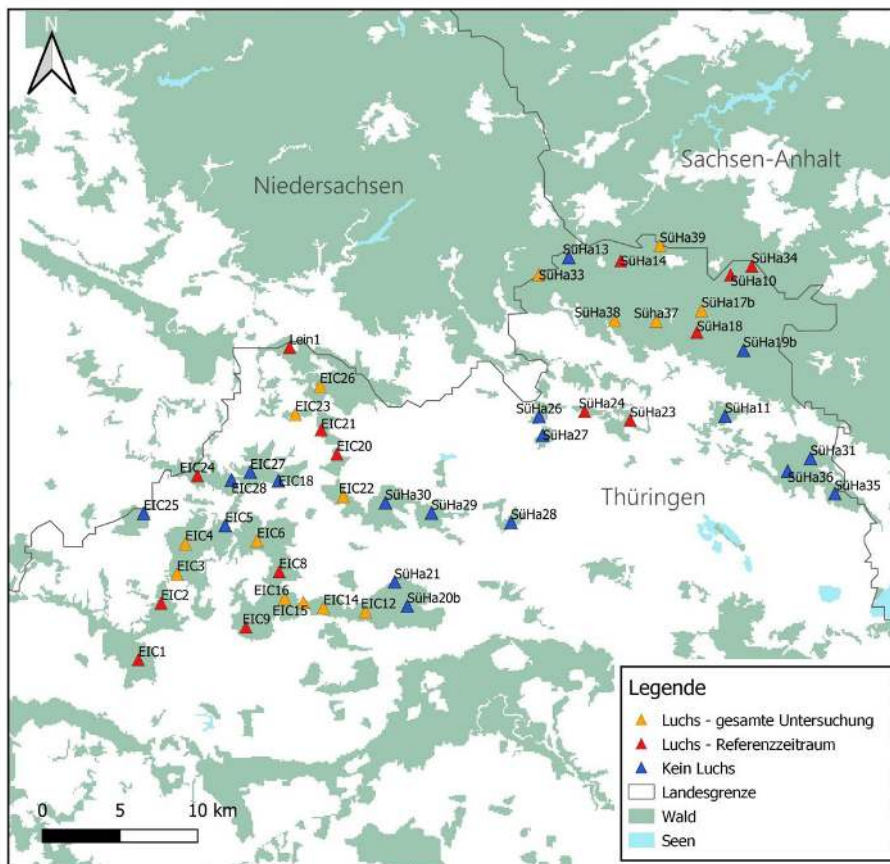 N
Niedersachsen
Sachsen-Anhalt
SüHa39
SüHa13
SüHa14
SüHa34
SüHa33
SüHa10
SüHa17b
SüHa38
Süha37
SüHa18
SüHa19b
Lein1
EIC26
EIC23
SüHa26
SüHa24
SüHa23
SüHa11
EIC21
SüHa27
EIC20
SüHa31
EIC24
EIC27
EIC28
EIC18
SüHa36
SüHa35
EIC22
SüHa30
SüHa29
Thüringen
EIC25
EIC5
SüHa28
EIC4
EIC6
EIC3
EIC8
SüHa21
EIC2
EIC16
EIC15
EIC14
EIC12
SüHa20b
EIC9
EIC1
Legende
Luchs - gesamte Untersuchung
Luchs - Referenzzeitraum
Kein Luchs
Landesgrenze
Wald
Seen
0 5 10 km